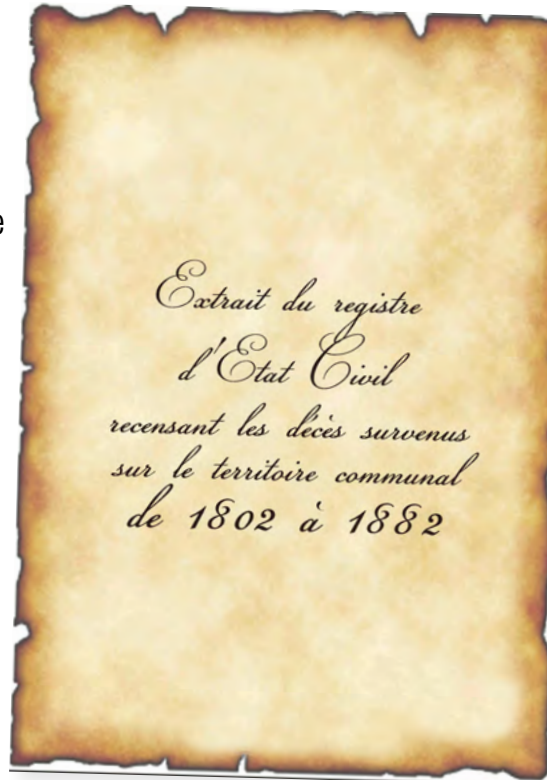 e
Extrait du registre
d'Etat Civil
recensant les décès survenus
sur le territoire communal
de 1802 à 1882